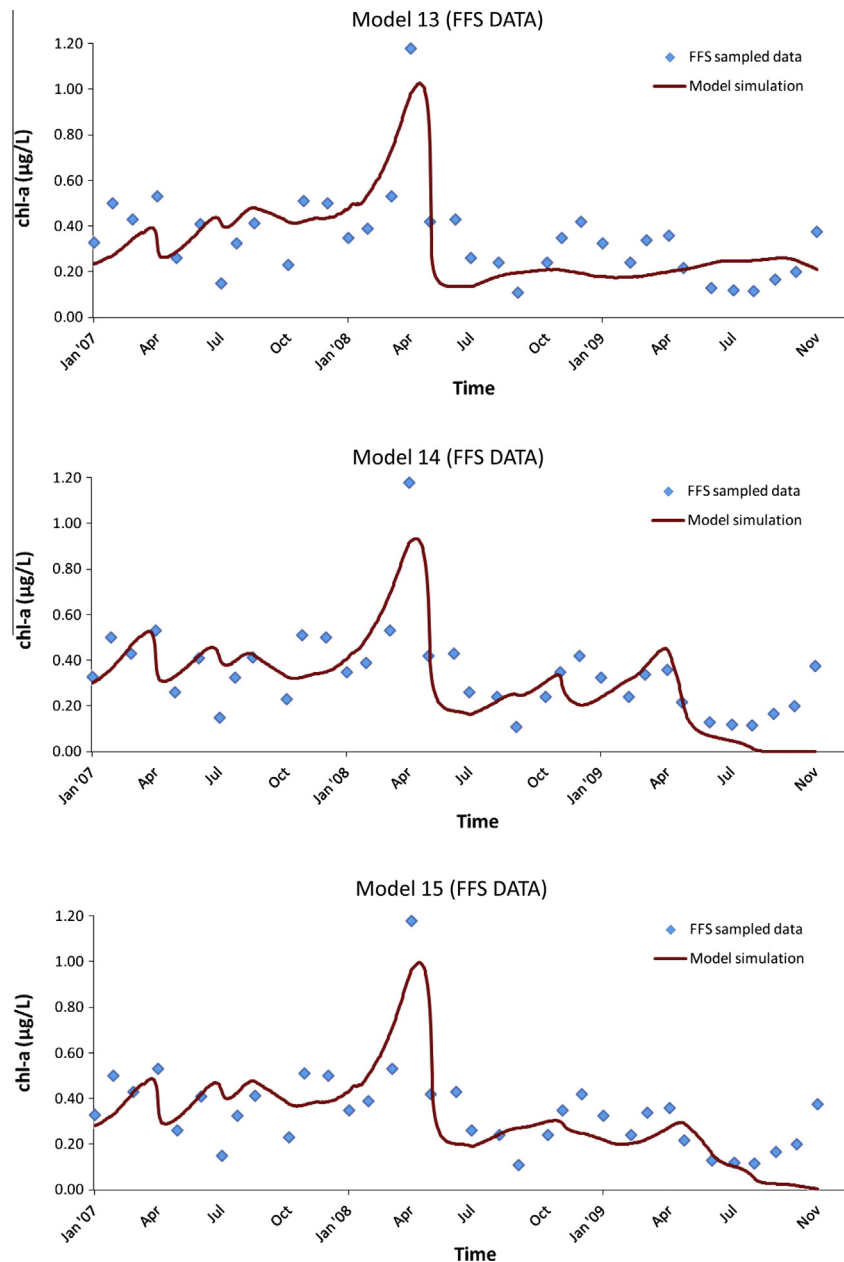 Model 13 (FFS DATA)
chl-a (µg/L)
1.20
1.00
0.80
0.60
0.40
0.20
0.00
FFS sampled data
Model simulation
Jan '07
Apr
Jul
Oct
Jan '08
Apr
Jul
Oct
Jan '09
Apr
Jul
Nov
Time
Model 14 (FFS DATA)
chl-a (µg/L)
1.20
1.00
0.80
0.60
0.40
0.20
0.00
FFS sampled data
Model simulation
Jan '07
Apr
Jul
Oct
Jan '08
Apr
Jul
Oct
Jan '09
Apr
Jul
Nov
Time
Model 15 (FFS DATA)
chl-a (µg/L)
1.20
1.00
0.80
0.60
0.40
0.20
0.00
FFS sampled data
Model simulation
Jan '07
Apr
Jul
Oct
Jan '08
Apr
Jul
Oct
Jan '09
Apr
Jul
Nov
Time